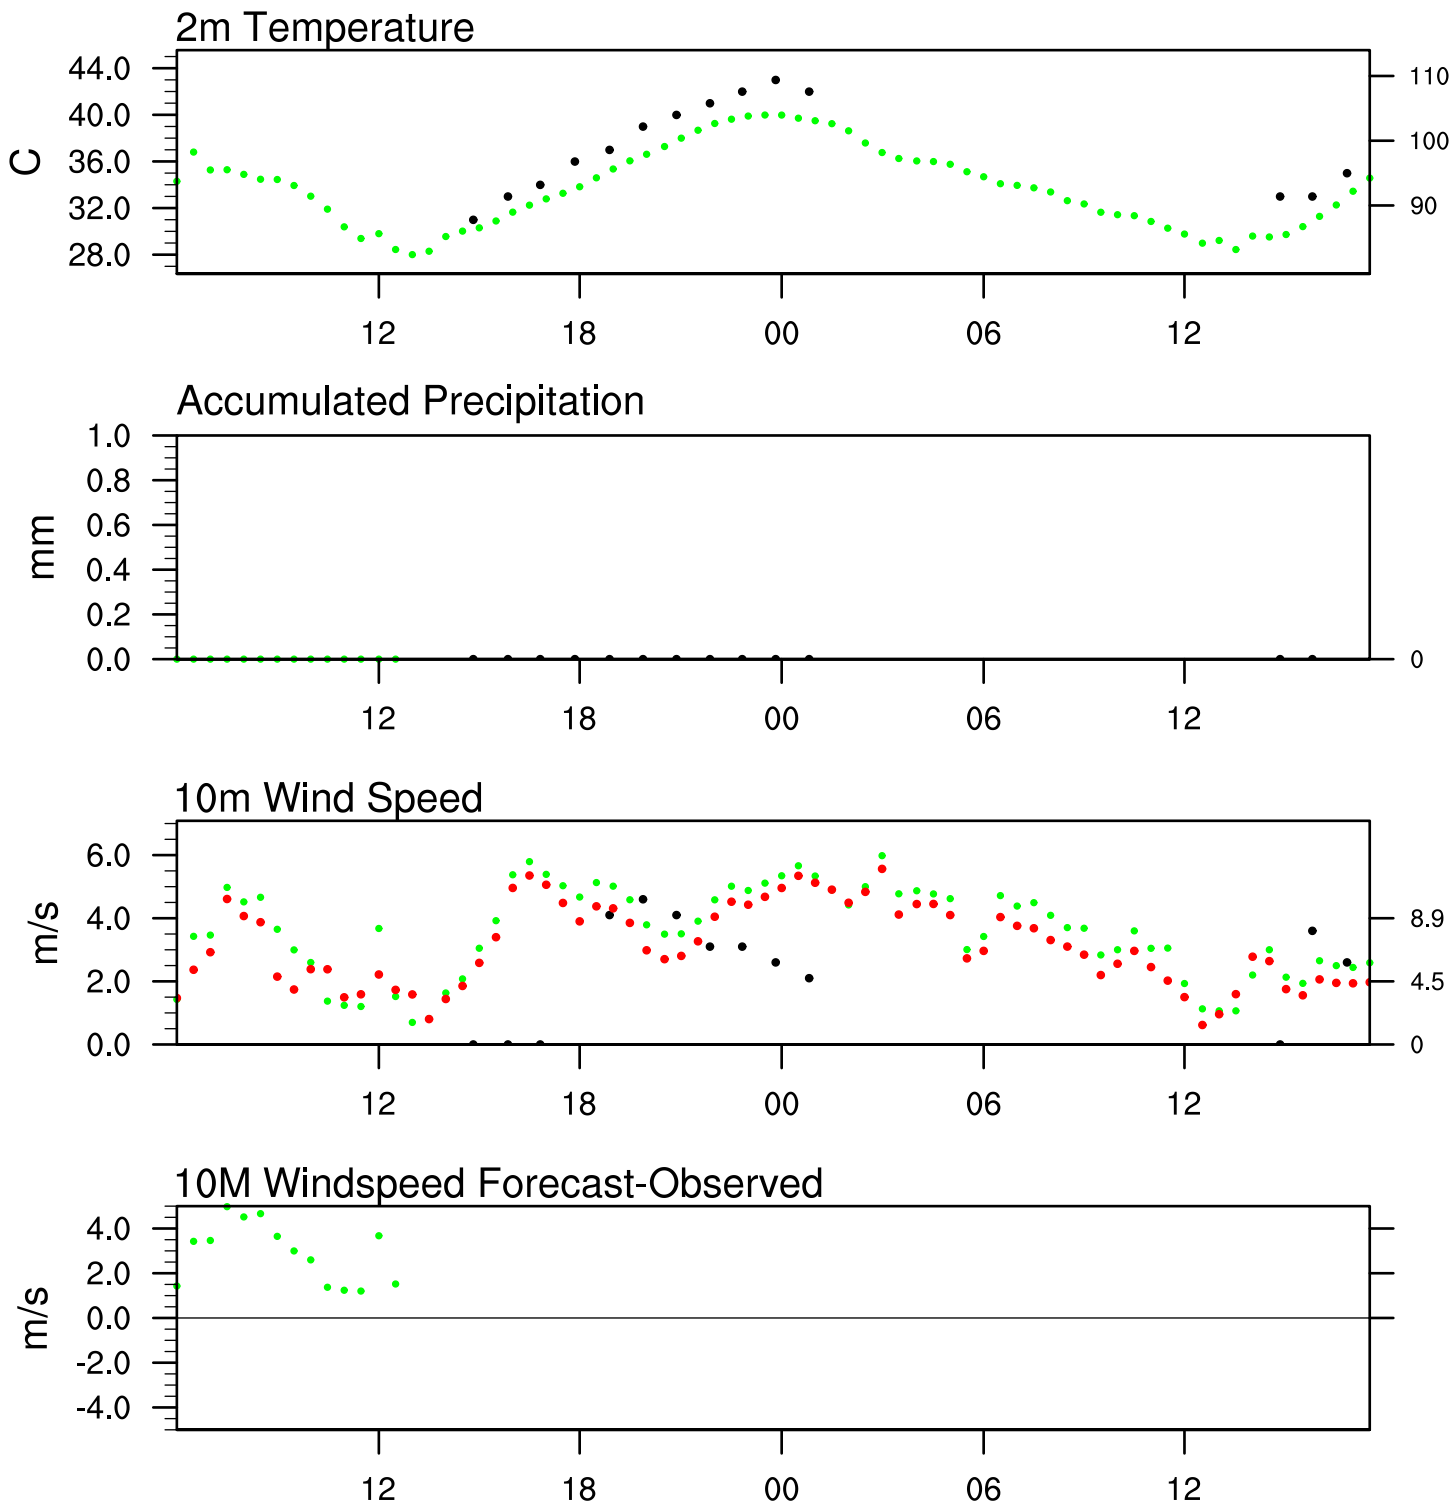 2m Temperature
44.0
40.0
36.0
32.0
28.0
C
110
100
90
12 18 00 06 12
Accumulated Precipitation
1.0
0.8
0.6
0.4
0.2
0.0
mm
0
12 18 00 06 12
10m Wind Speed
6.0
4.0
2.0
0.0
m/s
8.9
4.5
0
12 18 00 06 12
10M Windspeed Forecast-Observed
4.0
2.0
0.0
-2.0
-4.0
m/s
12 18 00 06 12